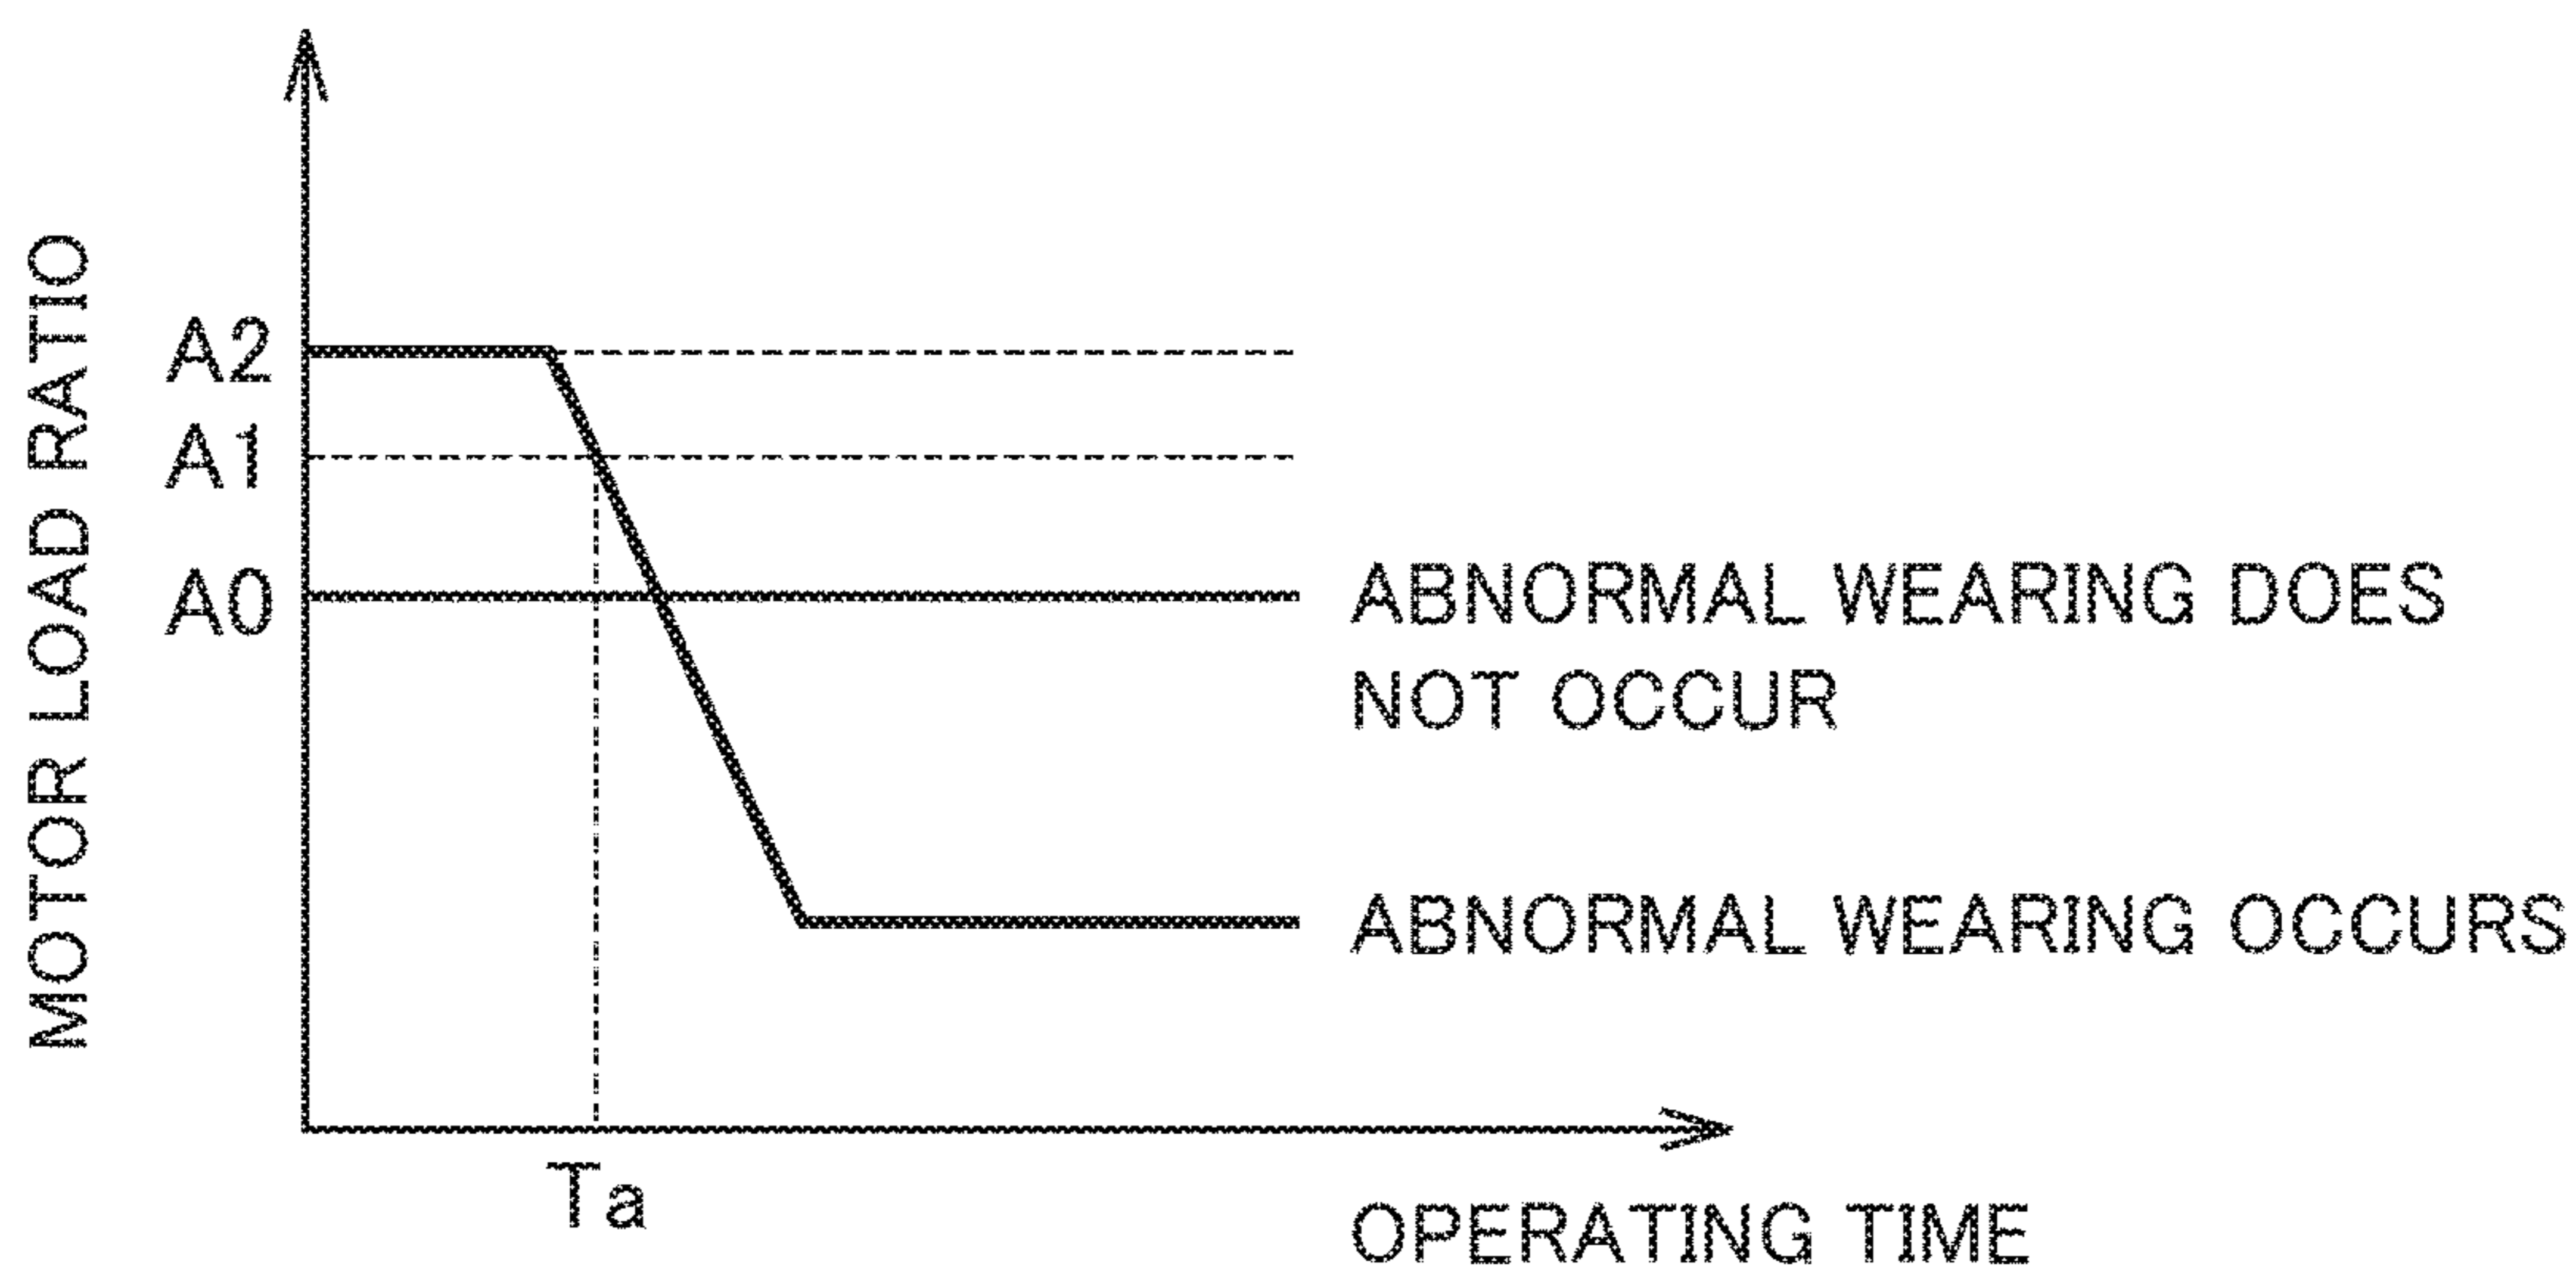 MOTOR LOAD RATIO
A2
A1
A0
ABNORMAL WEARING DOES
NOT OCCUR
ABNORMAL WEARING OCCURS
Ta
OPERATING TIME